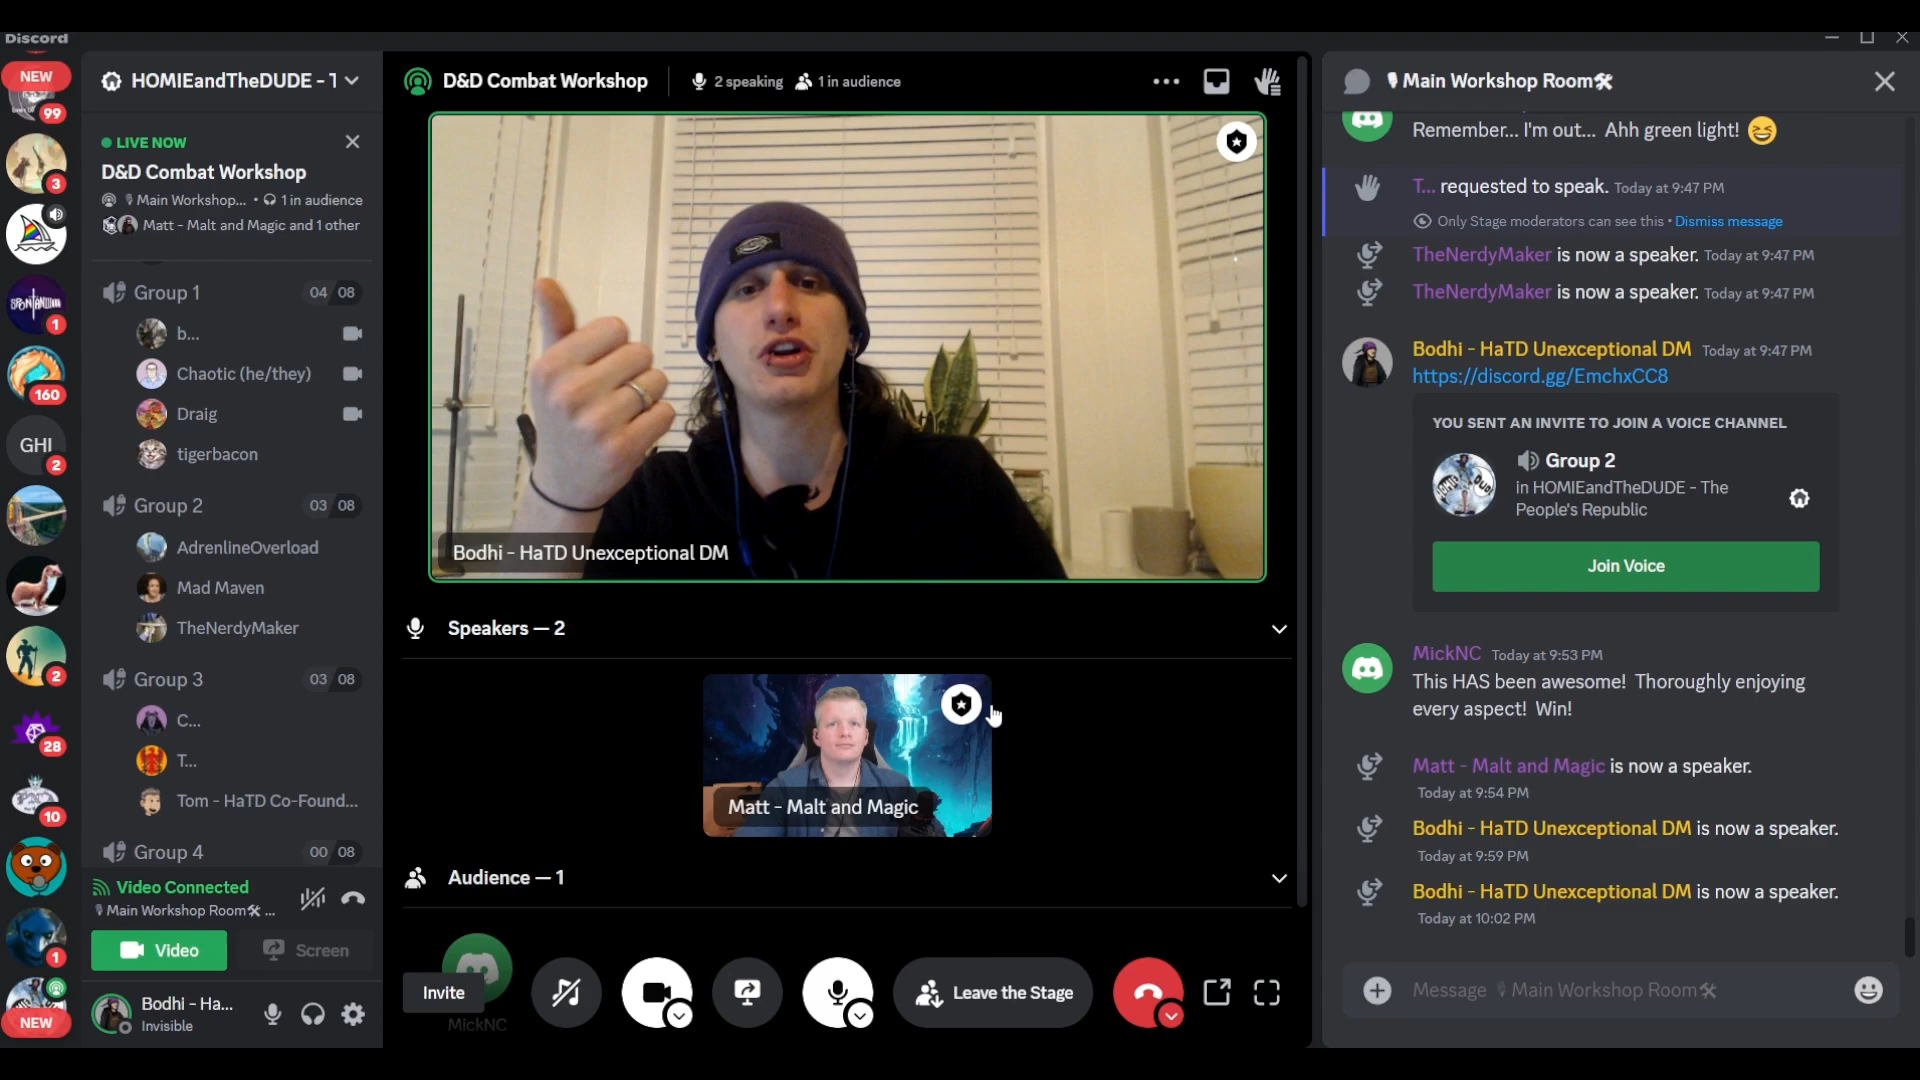 Discord
NEW
99
3
SPONTANIUM
1
160
GHI
2
2
28
10
1
NEW
HOMIEandTheDUDE - T
LIVE NOW
D&D Combat Workshop
Main Workshop... • 1 in audience
Matt - Malt and Magic and 1 other
Group 1 04 08
b...
Chaotic (he/they)
Draig
tigerbacon
Group 2 03 08
AdrenlineOverload
Mad Maven
TheNerdyMaker
Group 3 03 08
C...
T...
Tom - HaTD Co-Found...
Group 4 00 08
Video Connected
Main Workshop Room ...
Video Screen
Bodhi - Ha...
Invisible
D&D Combat Workshop 2 speaking 1 in audience
Bodhi - HaTD Unexceptional DM
Speakers — 2
Matt - Malt and Magic
Audience — 1
Invite
MickNC
Leave the Stage
Main Workshop Room
Remember... I'm out... Ahh green light!
T... requested to speak. Today at 9:47 PM
Only Stage moderators can see this • Dismiss message
TheNerdyMaker is now a speaker. Today at 9:47 PM
TheNerdyMaker is now a speaker. Today at 9:47 PM
Bodhi - HaTD Unexceptional DM Today at 9:47 PM
https://discord.gg/EmchxCC8
YOU SENT AN INVITE TO JOIN A VOICE CHANNEL
Group 2
in HOMIEandTheDUDE - The
People's Republic
Join Voice
MickNC Today at 9:53 PM
This HAS been awesome! Thoroughly enjoying
every aspect! Win!
Matt - Malt and Magic is now a speaker.
Today at 9:54 PM
Bodhi - HaTD Unexceptional DM is now a speaker.
Today at 9:59 PM
Bodhi - HaTD Unexceptional DM is now a speaker.
Today at 10:02 PM
Message Main Workshop Room